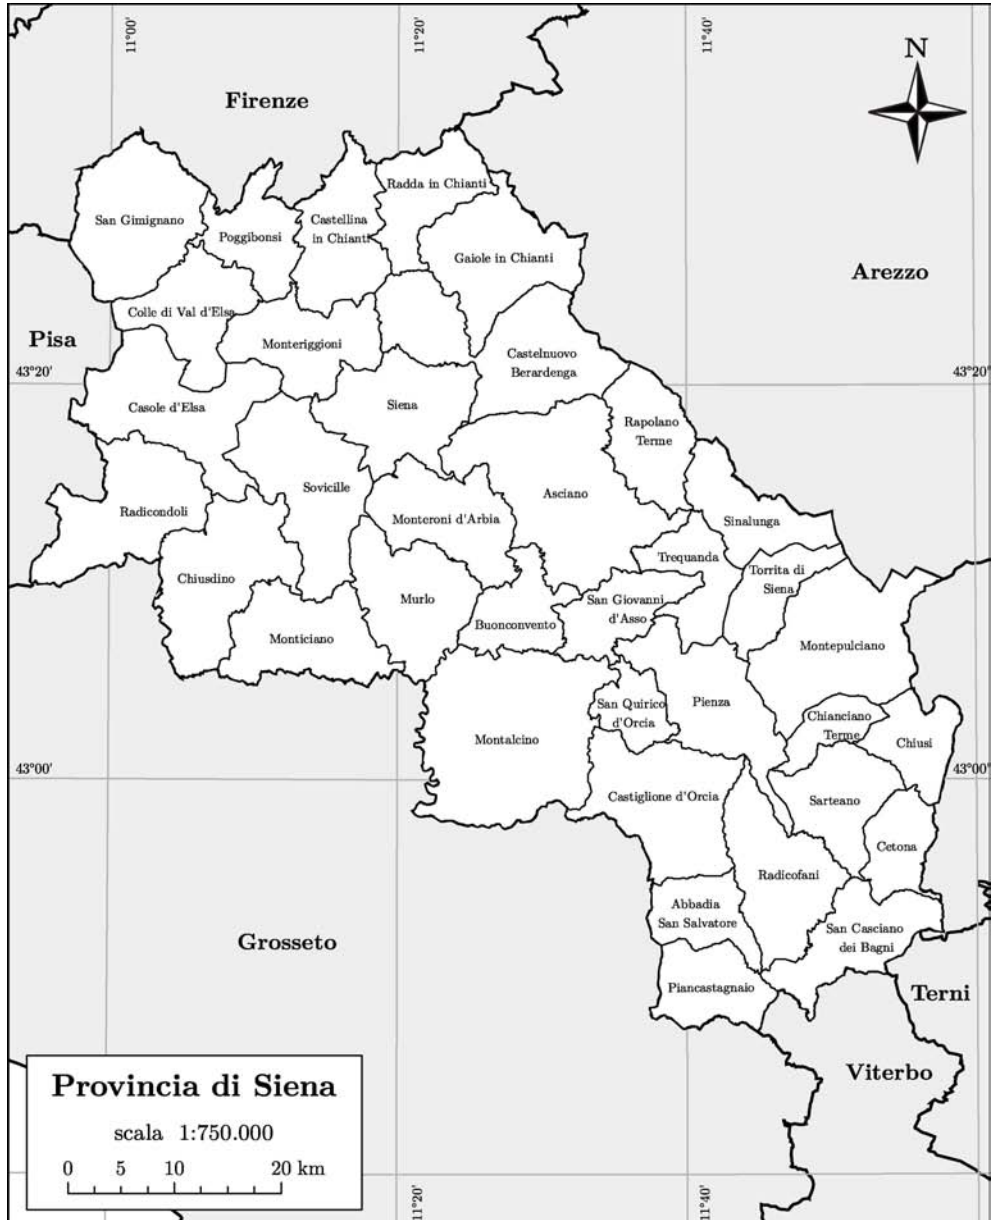 11°00'
11°20'
11°40'
N
Firenze
Radda in Chianti
San Gimignano
Castellina
in Chianti
Poggibonsi
Gaiole in Chianti
Arezzo
Colle di Val d'Elsa
Pisa
Monteriggioni
Castelnuovo
Berardenga
43°20'
43°20'
Casole d'Elsa
Siena
Rapolano
Terme
Sovicille
Asciano
Radicondoli
Monteroni d'Arbia
Sinalunga
Trequanda
Torrita di
Siena
Chiusdino
Murlo
San Giovanni
d'Asso
Buonconvento
Monticiano
Montepulciano
San Quirico
d'Orcia
Pienza
Chianciano
Terme
Montalcino
Chiusi
43°00'
43°00'
Castiglione d'Orcia
Sarteano
Cetona
Radicofani
Abbadia
San Salvatore
San Casciano
dei Bagni
Grosseto
Piancastagnaio
Terni
Viterbo
Provincia di Siena
scala 1:750.000
0 5 10 20 km
11°20'
11°40'